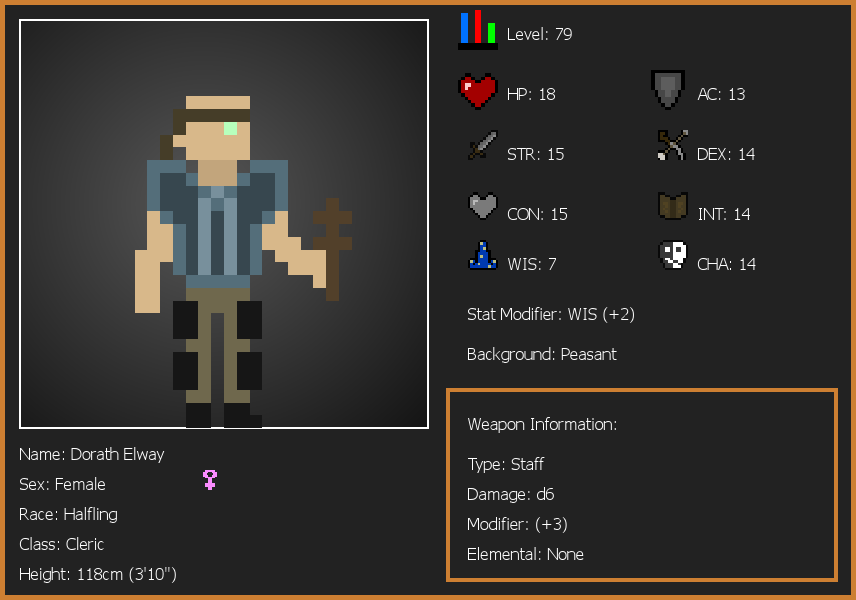 Level: 79
HP: 18
AC: 13
STR: 15
DEX: 14
CON: 15
INT: 14
WIS: 7
CHA: 14
Stat Modifier: WIS (+2)
Background: Peasant
Weapon Information:
Type: Staff
Damage: d6
Modifier: (+3)
Elemental: None
Name: Dorath Elway
Sex: Female
Race: Halfling
Class: Cleric
Height: 118cm (3'10")